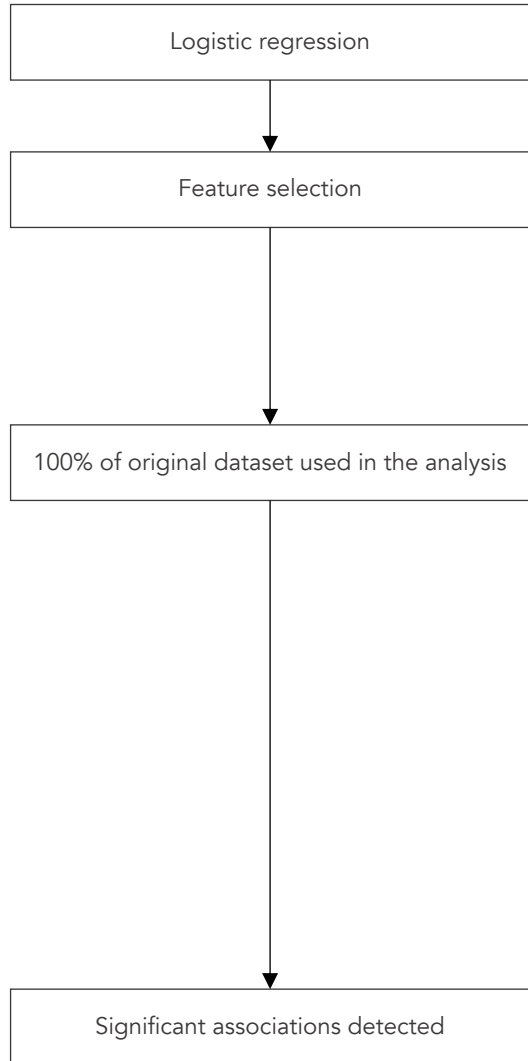 Logistic regression
Feature selection
100% of original dataset used in the analysis
Significant associations detected